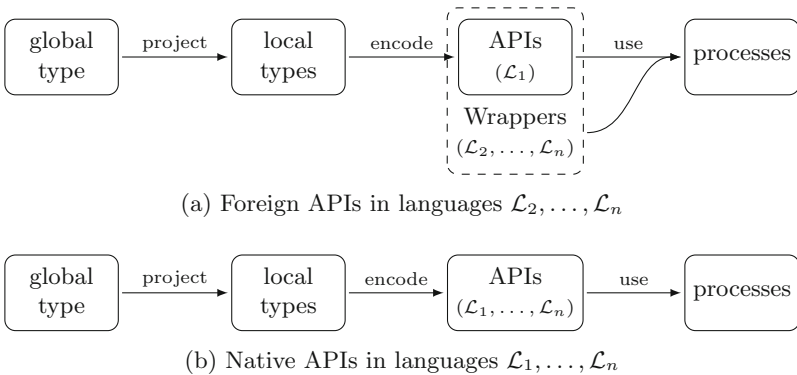 global type
project
local types
encode
APIs
(ℒ₁)
Wrappers
(ℒ₂, . . . , ℒₙ)
use
processes
(a) Foreign APIs in languages ℒ₂, . . . , ℒₙ
global type
project
local types
encode
APIs
(ℒ₁, . . . , ℒₙ)
use
processes
(b) Native APIs in languages ℒ₁, . . . , ℒₙ